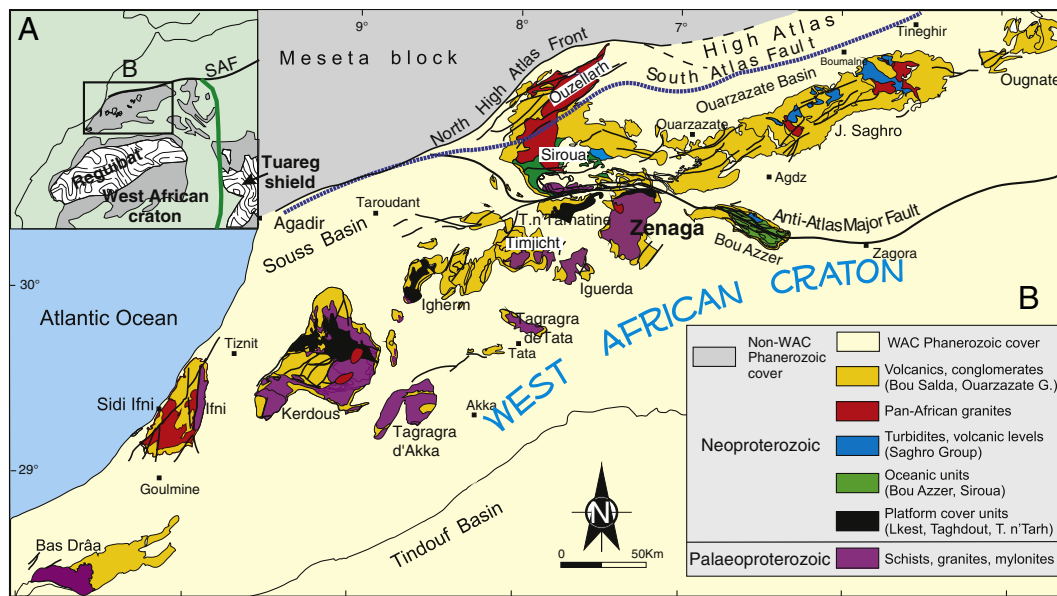 A
B
SAF
Reguibat
West African
craton
Tuareg
shield
9°
8°
7°
Meseta block
North High Atlas Front
High Atlas
South Atlas Fault
Tineghir
Boumalne
Ougnate
Ouzellarh
Ouarzazate Basin
Ouarzazate
J. Saghro
Siroua
Agdz
Taroudant
Agadir
Souss Basin
T.n Tamatine
Zenaga
Anti-Atlas Major Fault
Bou Azzer
Zagora
Timjicht
Iguerda
30°
Igherm
Atlantic Ocean
WEST AFRICAN CRATON
B
Tagragra
deTata
Tata
Tiznit
Sidi Ifni
Ifni
Kerdous
Akka
Tagragra
d'Akka
29°
Goulmine
Tindouf Basin
Bas Drâa
N
0
50Km
Non-WAC
Phanerozoic
cover
WAC Phanerozoic cover
Volcanics, conglomerates
(Bou Salda, Ouarzazate G.)
Pan-African granites
Neoproterozoic
Turbidites, volcanic levels
(Saghro Group)
Oceanic units
(Bou Azzer, Siroua)
Platform cover units
(Lkest, Taghdout, T. n'Tarh)
Palaeoproterozoic
Schists, granites, mylonites